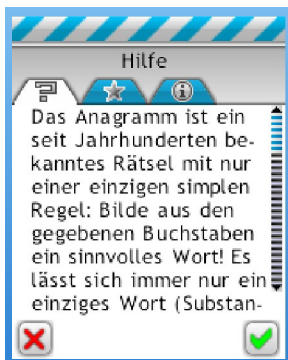 Hilfe
Das Anagramm ist ein
seit Jahrhunderten be-
kanntes Rätsel mit nur
einer einzigen simplen
Regel: Bilde aus den
gegebenen Buchstaben
ein sinnvolles Wort! Es
lässt sich immer nur ein
einziges Wort (Substan-